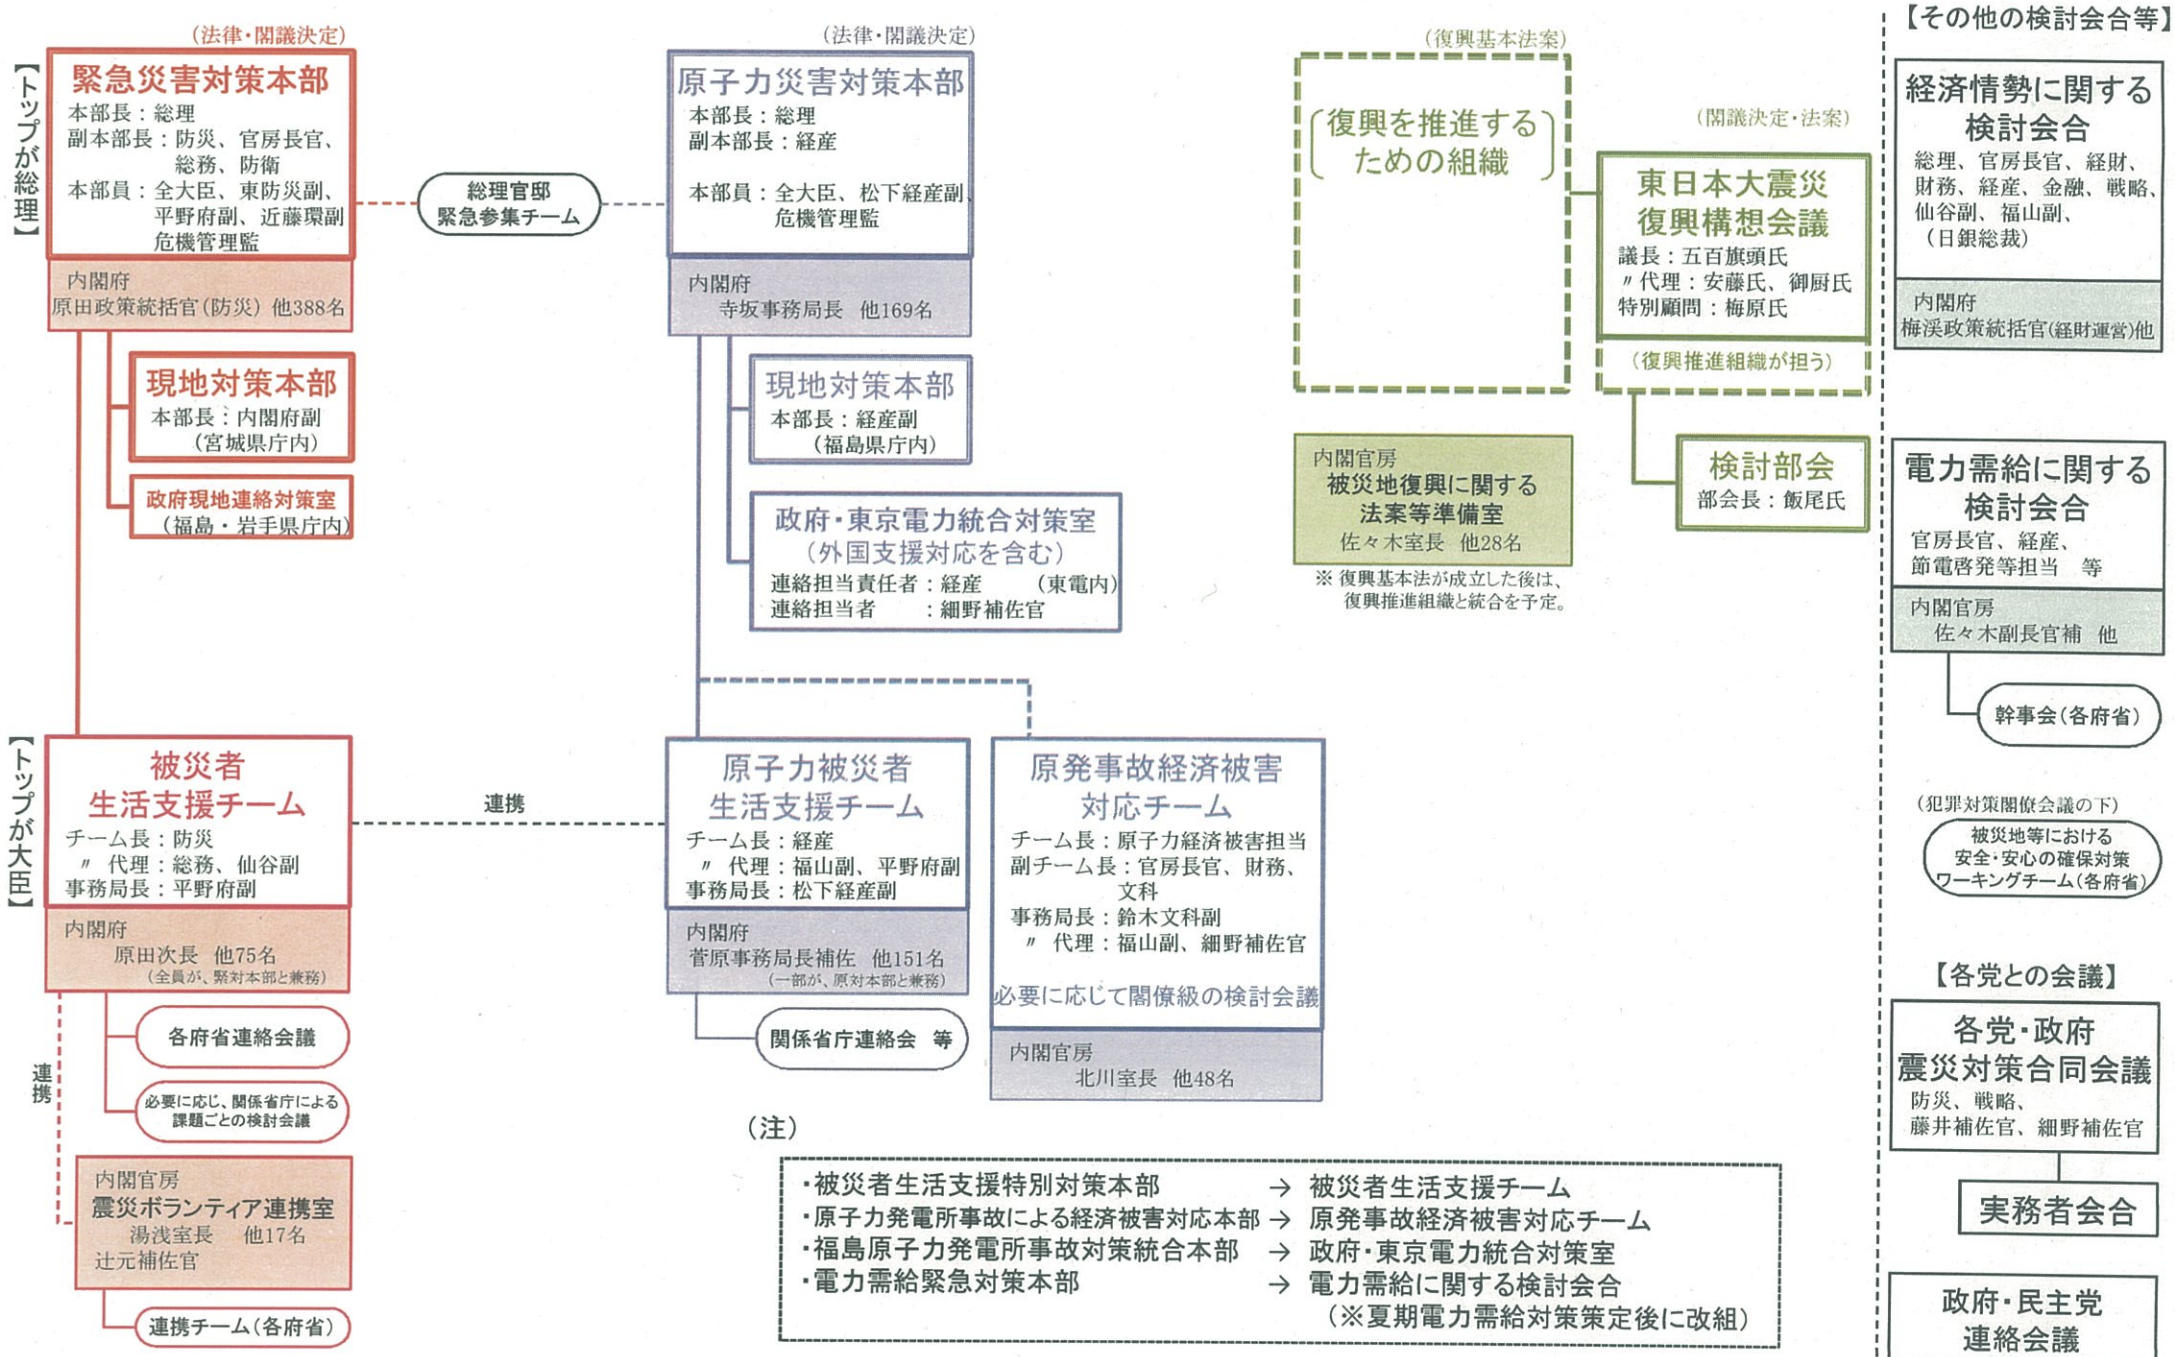 【トップが総理】
（法律・閣議決定）
緊急災害対策本部
本部長：総理
副本部長：防災、官房長官、
総務、防衛
本部員：全大臣、東防災副、
平野府副、近藤環副
危機管理監
内閣府
原田政策統括官(防災) 他388名
現地対策本部
本部長：内閣府副
（宮城県庁内）
政府現地連絡対策室
（福島・岩手県庁内）
総理官邸
緊急参集チーム
（法律・閣議決定）
原子力災害対策本部
本部長：総理
副本部長：経産
本部員：全大臣、松下経産副、
危機管理監
内閣府
寺坂事務局長 他169名
現地対策本部
本部長：経産副
（福島県庁内）
政府・東京電力統合対策室
（外国支援対応を含む）
連絡担当責任者：経産 （東電内）
連絡担当者 ：細野補佐官
（復興基本法案）
復興を推進する
ための組織
（閣議決定・法案）
東日本大震災
復興構想会議
議長：五百旗頭氏
〃代理：安藤氏、御厨氏
特別顧問：梅原氏
（復興推進組織が担う）
検討部会
部会長：飯尾氏
内閣官房
被災地復興に関する
法案等準備室
佐々木室長 他28名
※ 復興基本法が成立した後は、
復興推進組織と統合を予定。
【トップが大臣】
被災者
生活支援チーム
チーム長：防災
〃 代理：総務、仙谷副
事務局長：平野府副
内閣府
原田次長 他75名
（全員が、緊対本部と兼務）
各府省連絡会議
必要に応じ、関係省庁による
課題ごとの検討会議
連携
内閣官房
震災ボランティア連携室
湯浅室長 他17名
辻元補佐官
連携チーム（各府省）
連携
原子力被災者
生活支援チーム
チーム長：経産
〃 代理：福山副、平野府副
事務局長：松下経産副
内閣府
菅原事務局長補佐 他151名
（一部が、原対本部と兼務）
関係省庁連絡会 等
原発事故経済被害
対応チーム
チーム長：原子力経済被害担当
副チーム長：官房長官、財務、
文科
事務局長：鈴木文科副
〃 代理：福山副、細野補佐官
必要に応じて閣僚級の検討会議
内閣官房
北川室長 他48名
（注）
・被災者生活支援特別対策本部 → 被災者生活支援チーム
・原子力発電所事故による経済被害対応本部 → 原発事故経済被害対応チーム
・福島原子力発電所事故対策統合本部 → 政府・東京電力統合対策室
・電力需給緊急対策本部 → 電力需給に関する検討会合
（※夏期電力需給対策策定後に改組）
【その他の検討会合等】
経済情勢に関する
検討会合
総理、官房長官、経財、
財務、経産、金融、戦略、
仙谷副、福山副、
（日銀総裁）
内閣府
梅渓政策統括官(経財運営)他
電力需給に関する
検討会合
官房長官、経産、
節電啓発等担当 等
内閣官房
佐々木副長官補 他
幹事会（各府省）
（犯罪対策閣僚会議の下）
被災地等における
安全・安心の確保対策
ワーキングチーム（各府省）
【各党との会議】
各党・政府
震災対策合同会議
防災、戦略、
藤井補佐官、細野補佐官
実務者会合
政府・民主党
連絡会議